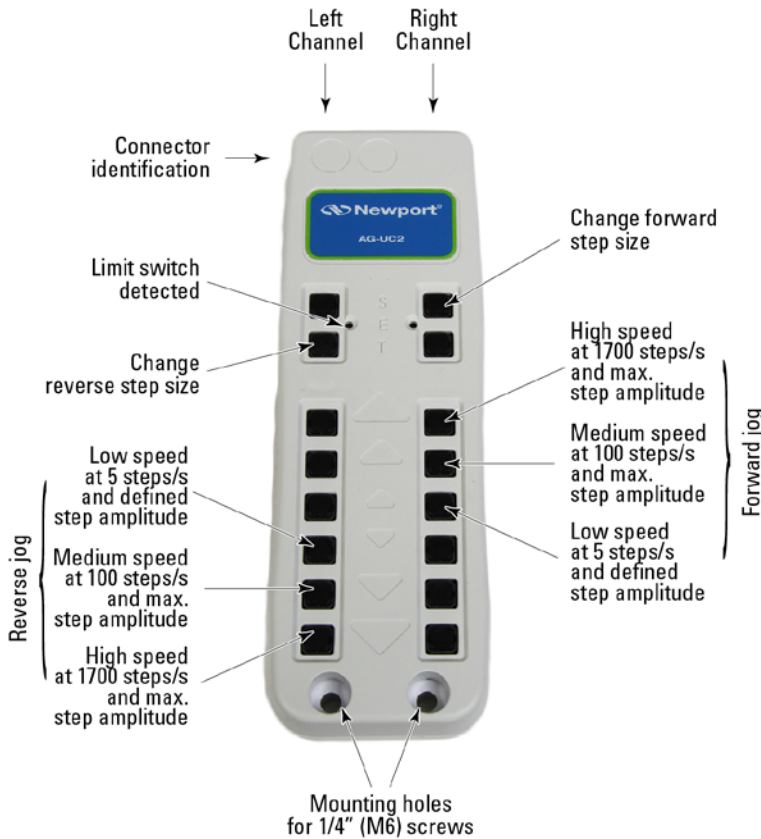 Left
Channel
Right
Channel
Connector
identification
Newport®
AG-UC2
Change forward
step size
Limit switch
detected
S
E
T
Change
reverse step size
High speed
at 1700 steps/s
and max.
step amplitude
Medium speed
at 100 steps/s
and max.
step amplitude
Low speed
at 5 steps/s
and defined
step amplitude
Forward jog
Low speed
at 5 steps/s
and defined
step amplitude
Medium speed
at 100 steps/s
and max.
step amplitude
High speed
at 1700 steps/s
and max.
step amplitude
Reverse jog
Mounting holes
for 1/4" (M6) screws